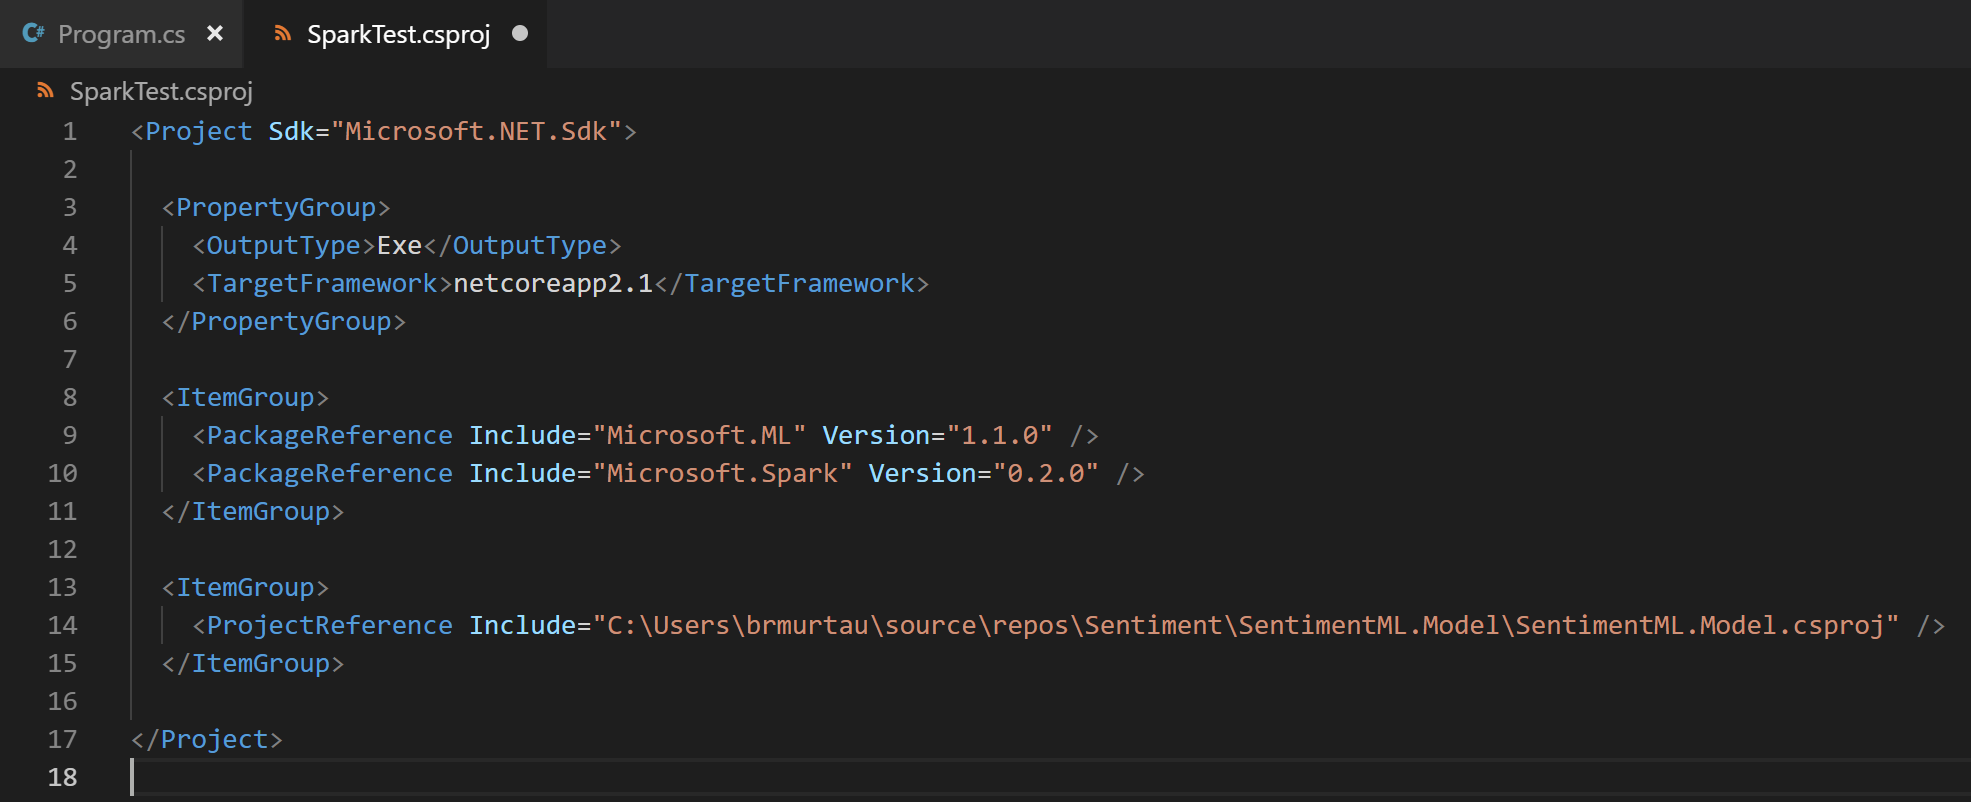 C# Program.cs × SparkTest.csproj
SparkTest.csproj
1 <Project Sdk="Microsoft.NET.Sdk">
2
3 <PropertyGroup>
4 <OutputType>Exe</OutputType>
5 <TargetFramework>netcoreapp2.1</TargetFramework>
6 </PropertyGroup>
7
8 <ItemGroup>
9 <PackageReference Include="Microsoft.ML" Version="1.1.0" />
10 <PackageReference Include="Microsoft.Spark" Version="0.2.0" />
11 </ItemGroup>
12
13 <ItemGroup>
14 <ProjectReference Include="C:\Users\brmurtau\source\repos\Sentiment\SentimentML.Model\SentimentML.Model.csproj" />
15 </ItemGroup>
16
17 </Project>
18